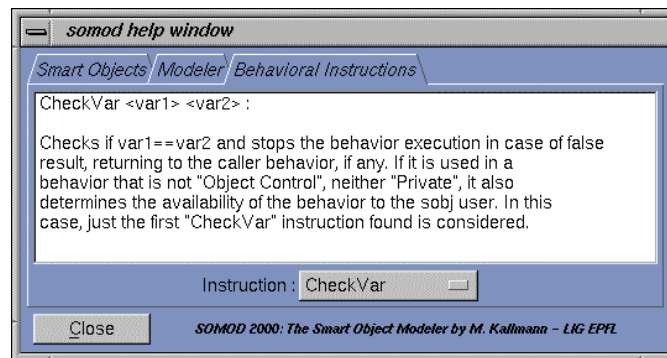 somod help window
Smart Objects Modeler Behavioral Instructions
CheckVar <var1> <var2> :
Checks if var1==var2 and stops the behavior execution in case of false
result, returning to the caller behavior, if any. If it is used in a
behavior that is not "Object Control", neither "Private", it also
determines the availability of the behavior to the sobj user. In this
case, just the first "CheckVar" instruction found is considered.
Instruction : CheckVar
Close SOMOD 2000: The Smart Object Modeler by M. Kallmann – LIG EPFL